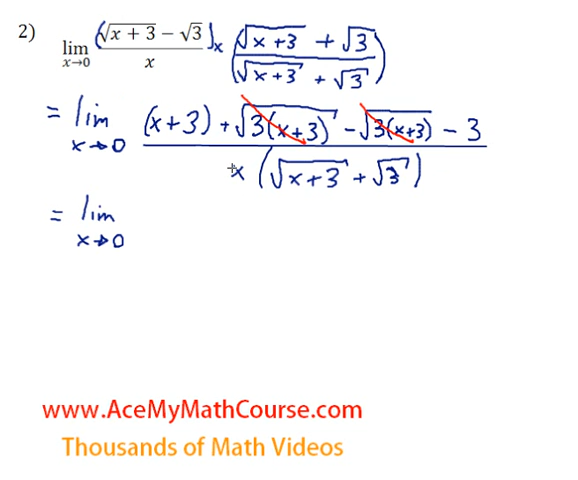 2) lim x→0 (√(x + 3) − √3)/x × (√(x+3) + √3)/(√(x+3) + √3)
= lim x→0 ((x+3) + √(3(x+3)) − √(3(x+3)) − 3)/(x(√(x+3) + √3))
= lim x→0
www.AceMyMathCourse.com
Thousands of Math Videos